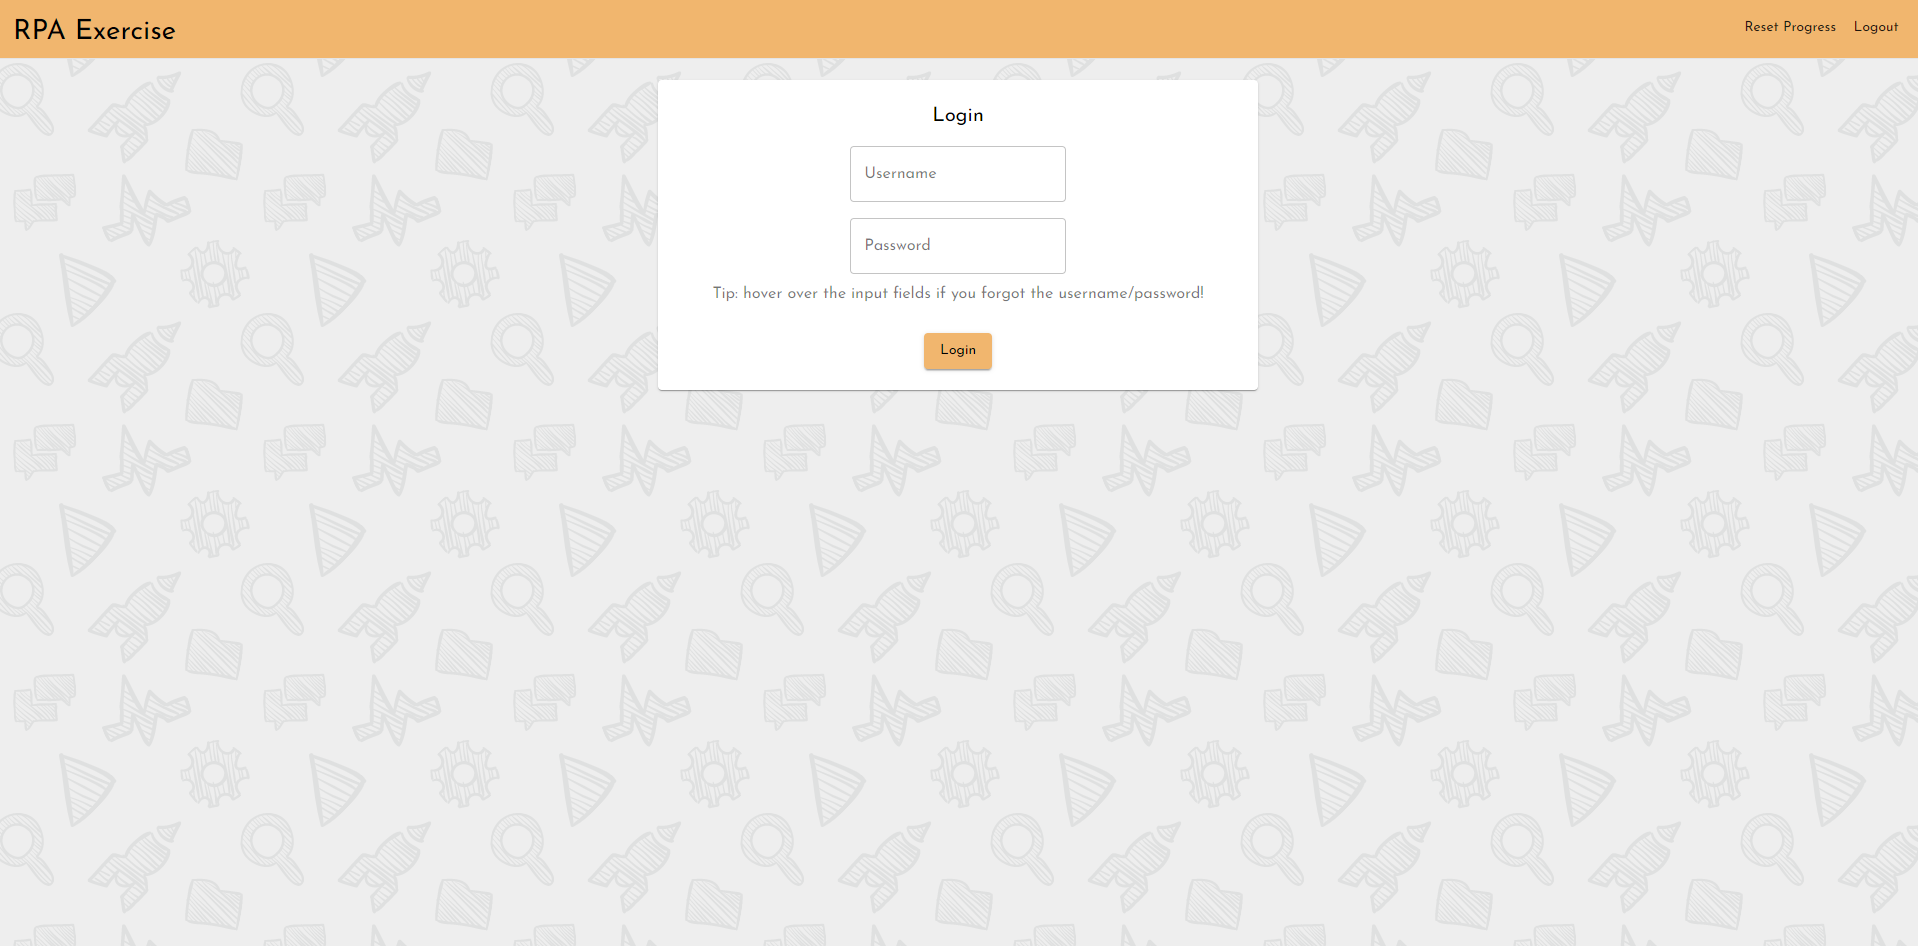 RPA Exercise
Reset Progress
Logout
Login
Username
Password
Tip: hover over the input fields if you forgot the username/password!
Login